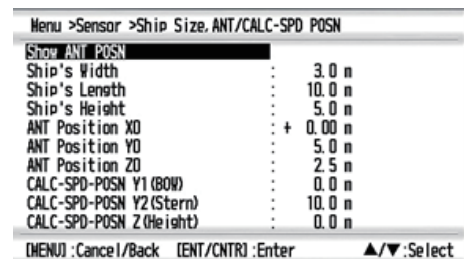 Menu >Sensor >Ship Size, ANT/CALC-SPD POSN
Show ANT POSN
Ship's Width : 3.0 m
Ship's Length : 10.0 m
Ship's Height : 5.0 m
ANT Position X0 : + 0.00 m
ANT Position Y0 : 5.0 m
ANT Position Z0 : 2.5 m
CALC-SPD-POSN Y1(BOW) : 0.0 m
CALC-SPD-POSN Y2(Stern) : 10.0 m
CALC-SPD-POSN Z(Height) : 0.0 m
[MENU] :Cancel/Back [ENT/CNTR] :Enter ▲/▼:Select